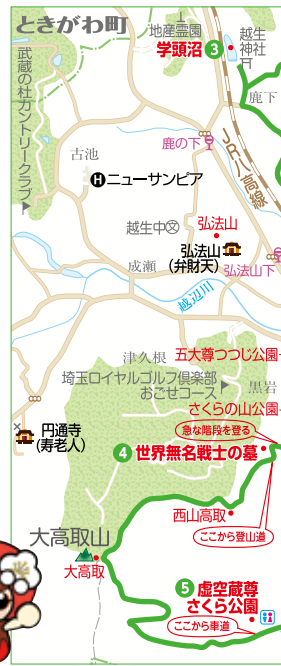 ときがわ町
地産霊園
学頭沼 3
越生
神社
武蔵の杜カントリークラブ
鹿下
鹿の下
JR八高線
古池
H ニューサンピア
越生中 文
弘法山
弘法山
(弁財天)
成瀬
弘法山下
越辺川
津久根
五大尊つつじ公園
埼玉ロイヤルゴルフ倶楽部
おごせコース
黒岩
さくらの山公園
急な階段を登る
円通寺
(寿老人)
4 世界無名戦士の墓
西山高取
ここから登山道
大高取山
大高取
5 虚空蔵尊
さくら公園
ここから車道